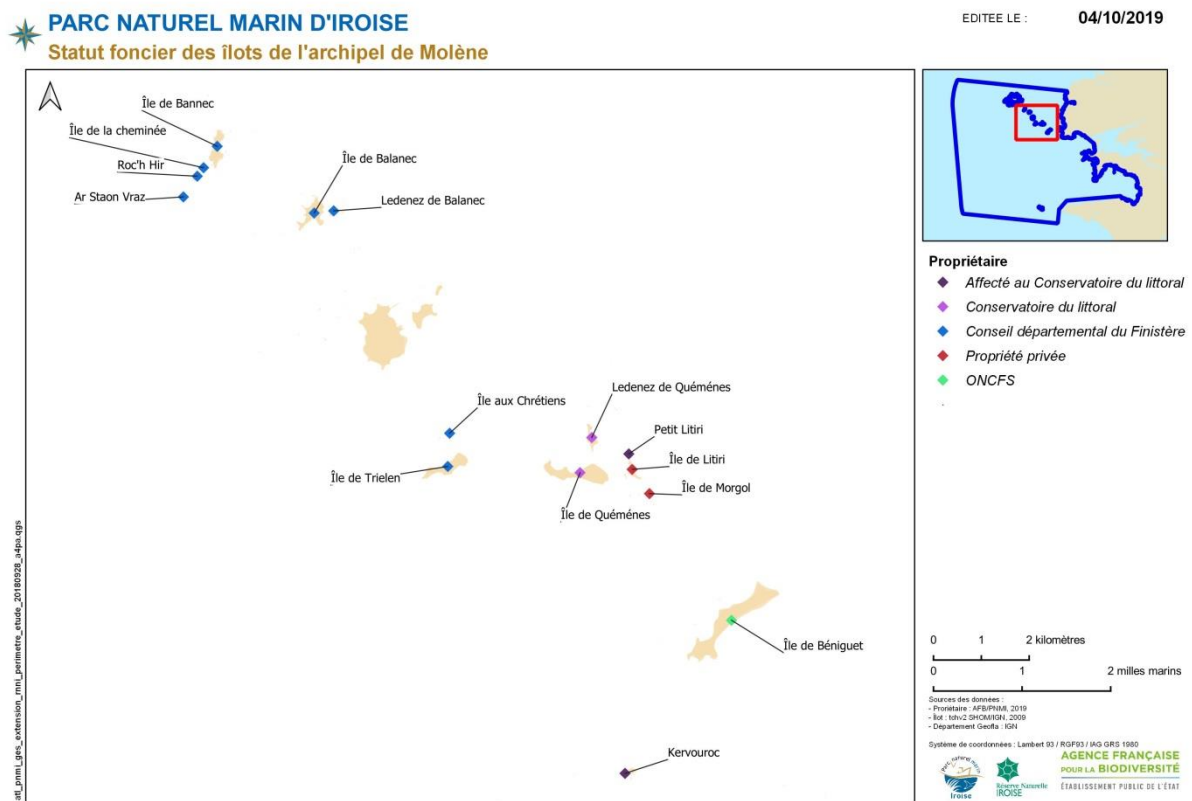 PARC NATUREL MARIN D'IROISE
Statut foncier des îlots de l'archipel de Molène
EDITEE LE : 04/10/2019
Île de Bannec
Île de la cheminée
Roc'h Hir
Ar Staon Vraz
Île de Balanec
Ledenez de Balanec
Île aux Chrétiens
Île de Trielen
Ledenez de Quéménes
Petit Litiri
Île de Litiri
Île de Morgol
Île de Quéménes
Île de Béniguet
Kervouroc
Propriétaire
Affecté au Conservatoire du littoral
Conservatoire du littoral
Conseil départemental du Finistère
Propriété privée
ONCFS
0 1 2 kilomètres
0 1 2 milles marins
Sources des données :
- Proriétaire : AFB/PNMI, 2019
- Îlot : tchv2 SHOM/IGN, 2009
- Département Geofla : IGN
Système de coordonnées : Lambert 93 / RGF93 / IAG GRS 1980
Parc naturel marin
Iroise
Réserve Naturelle
IROISE
AGENCE FRANÇAISE
POUR LA BIODIVERSITÉ
ÉTABLISSEMENT PUBLIC DE L'ÉTAT
atl_pnmi_ges_extension_rnni_perimetre_etude_20180928_a4pa.qgs